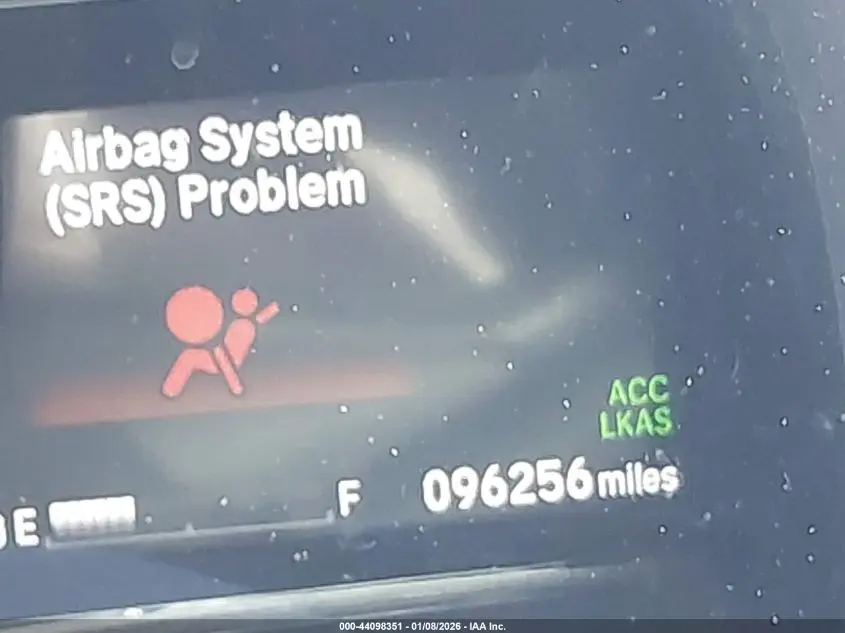 Airbag System
(SRS) Problem
ACC
LKAS
E F 096256 miles
000-44098351 - 01/08/2026 - IAA Inc.